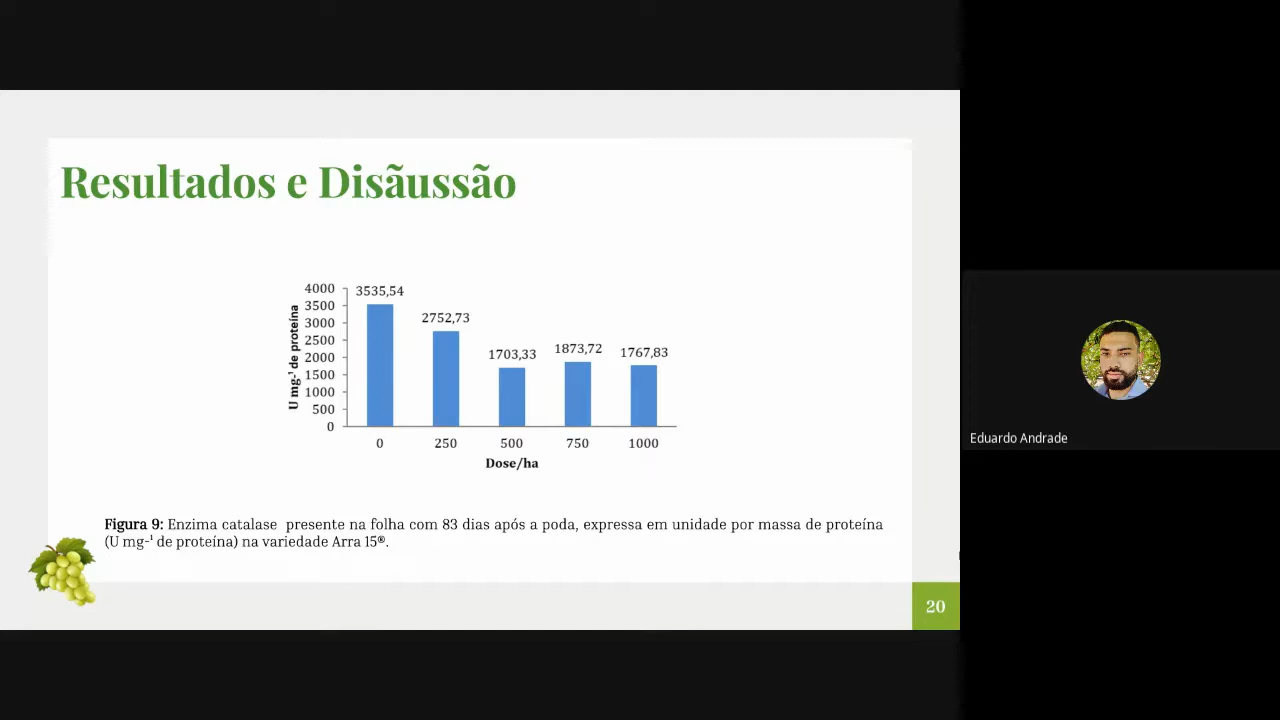 Resultados e Disãussão
4000
3500
3000
2500
2000
1500
1000
500
0
U mg-¹ de proteína
3535,54
2752,73
1703,33
1873,72
1767,83
0 250 500 750 1000
Dose/ha
Figura 9: Enzima catalase presente na folha com 83 dias após a poda, expressa em unidade por massa de proteína
(U mg-¹ de proteína) na variedade Arra 15®.
20
Eduardo Andrade